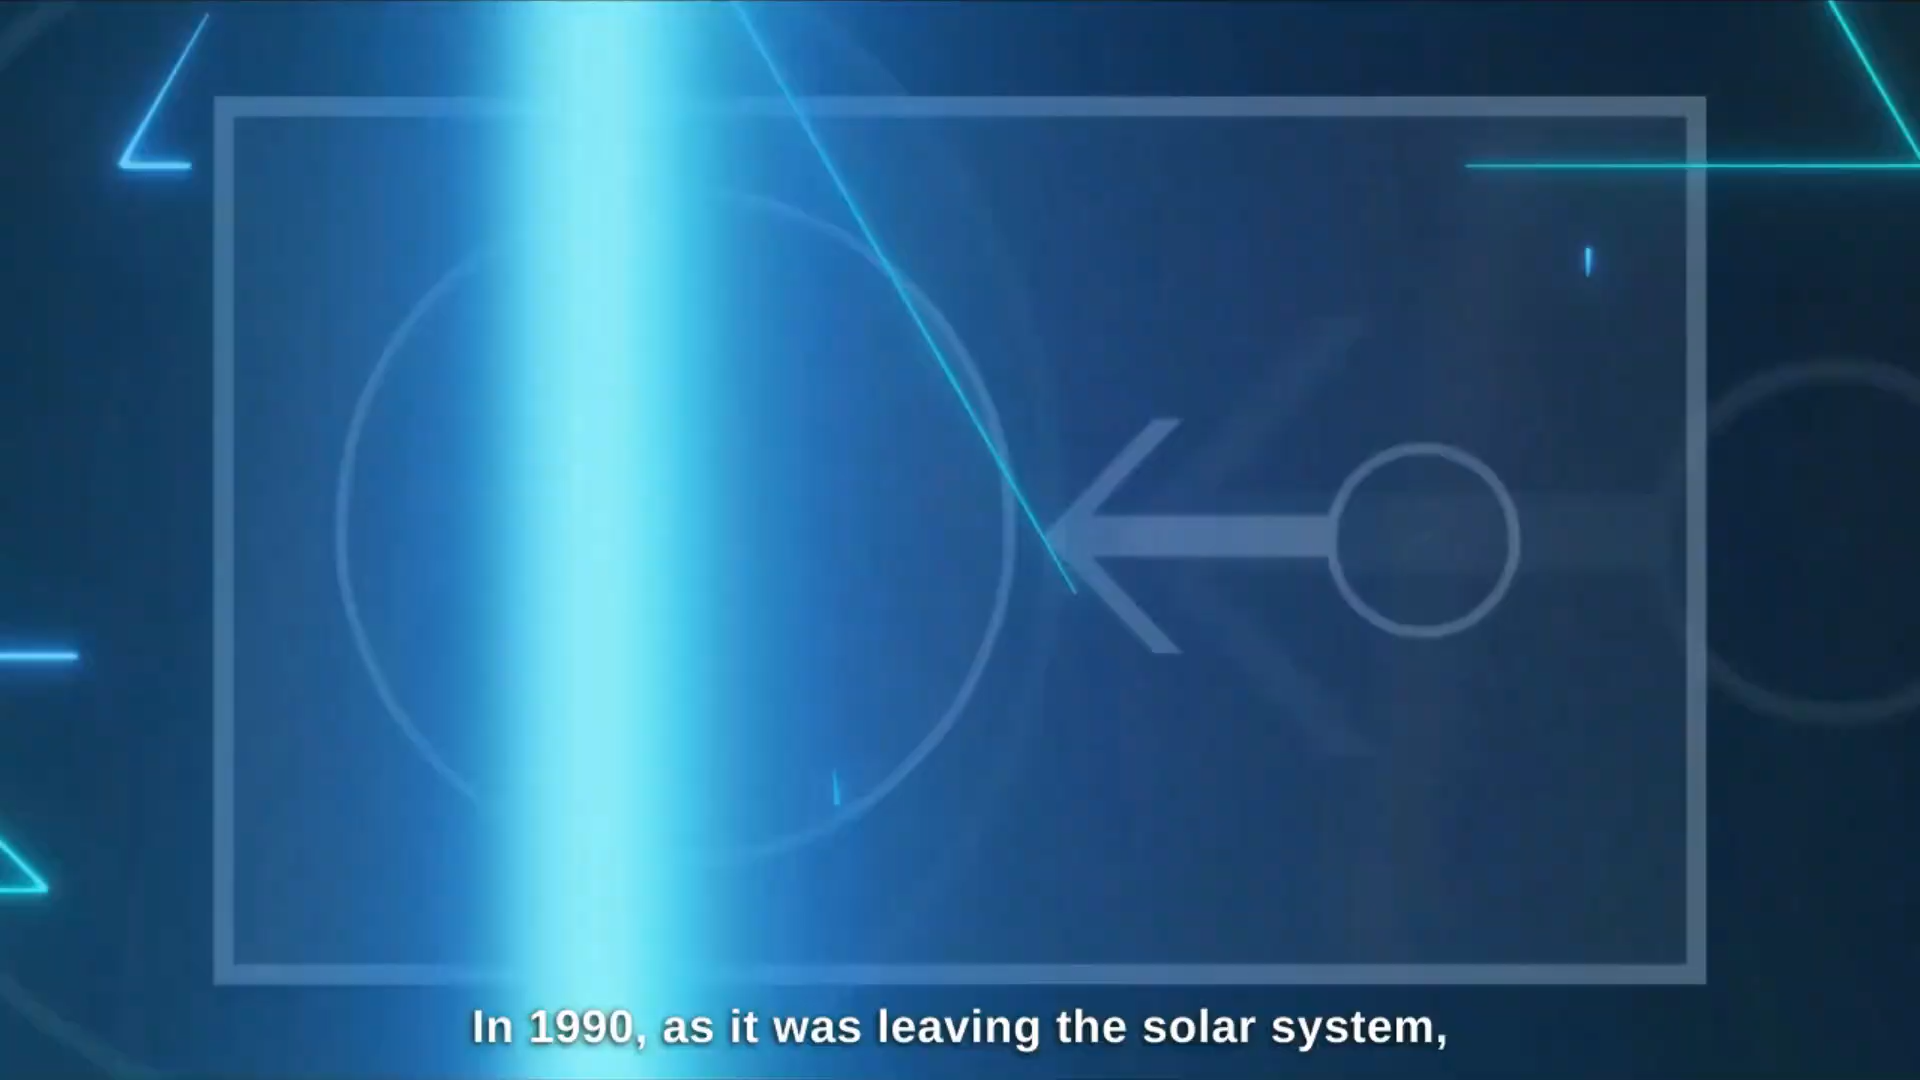 In 1990, as it was leaving the solar system,